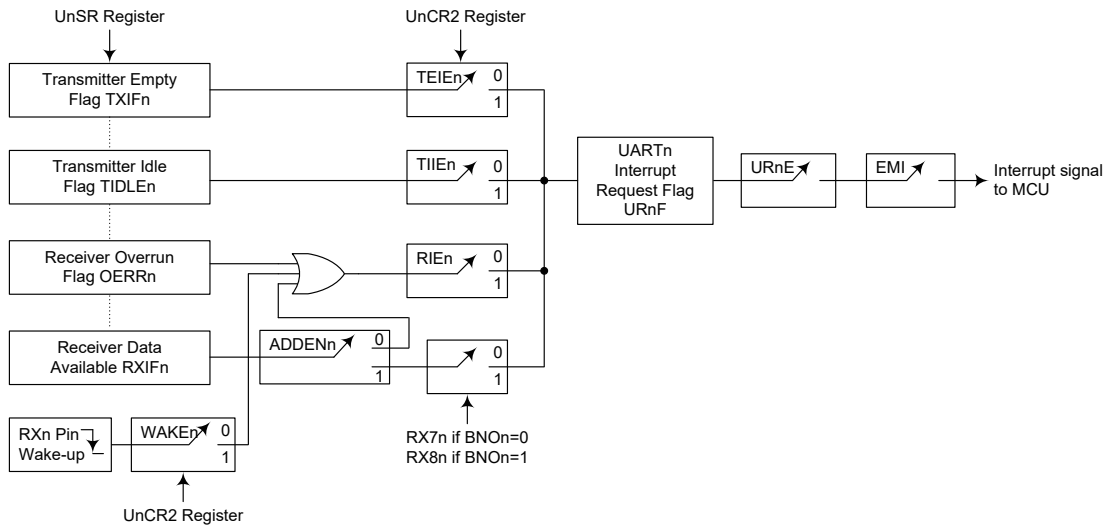 UnSR Register
UnCR2 Register
Transmitter Empty
Flag TXIFn
TEIEn
0
1
Transmitter Idle
Flag TIDLEn
TIIEn
0
1
UARTn
Interrupt
Request Flag
URnF
URnE
EMI
Interrupt signal
to MCU
Receiver Overrun
Flag OERRn
RIEn
0
1
Receiver Data
Available RXIFn
ADDENn
0
1
0
1
RXn Pin
Wake-up
WAKEn
0
1
RX7n if BNOn=0
RX8n if BNOn=1
UnCR2 Register